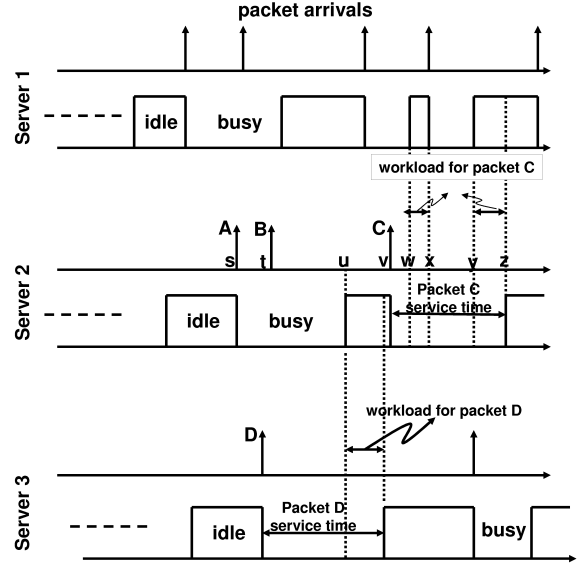 packet arrivals
Server 1
idle
busy
workload for packet C
A
B
C
s
t
u
v
w
x
y
z
Server 2
Packet C
service time
idle
busy
workload for packet D
D
Server 3
Packet D
service time
idle
busy